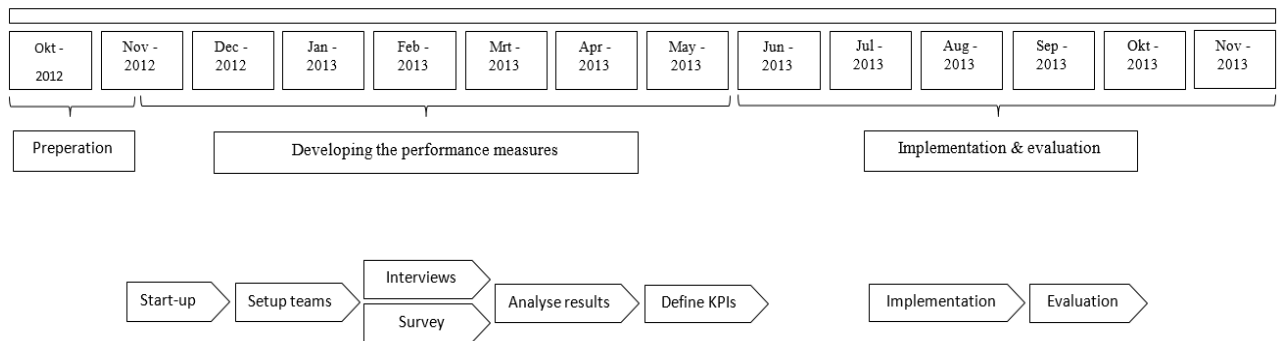 Okt -
2012
Nov -
2012
Dec -
2012
Jan -
2013
Feb -
2013
Mrt -
2013
Apr -
2013
May -
2013
Jun -
2013
Jul -
2013
Aug -
2013
Sep -
2013
Okt -
2013
Nov -
2013
Preperation
Developing the performance measures
Implementation & evaluation
Start-up
Setup teams
Interviews
Survey
Analyse results
Define KPIs
Implementation
Evaluation